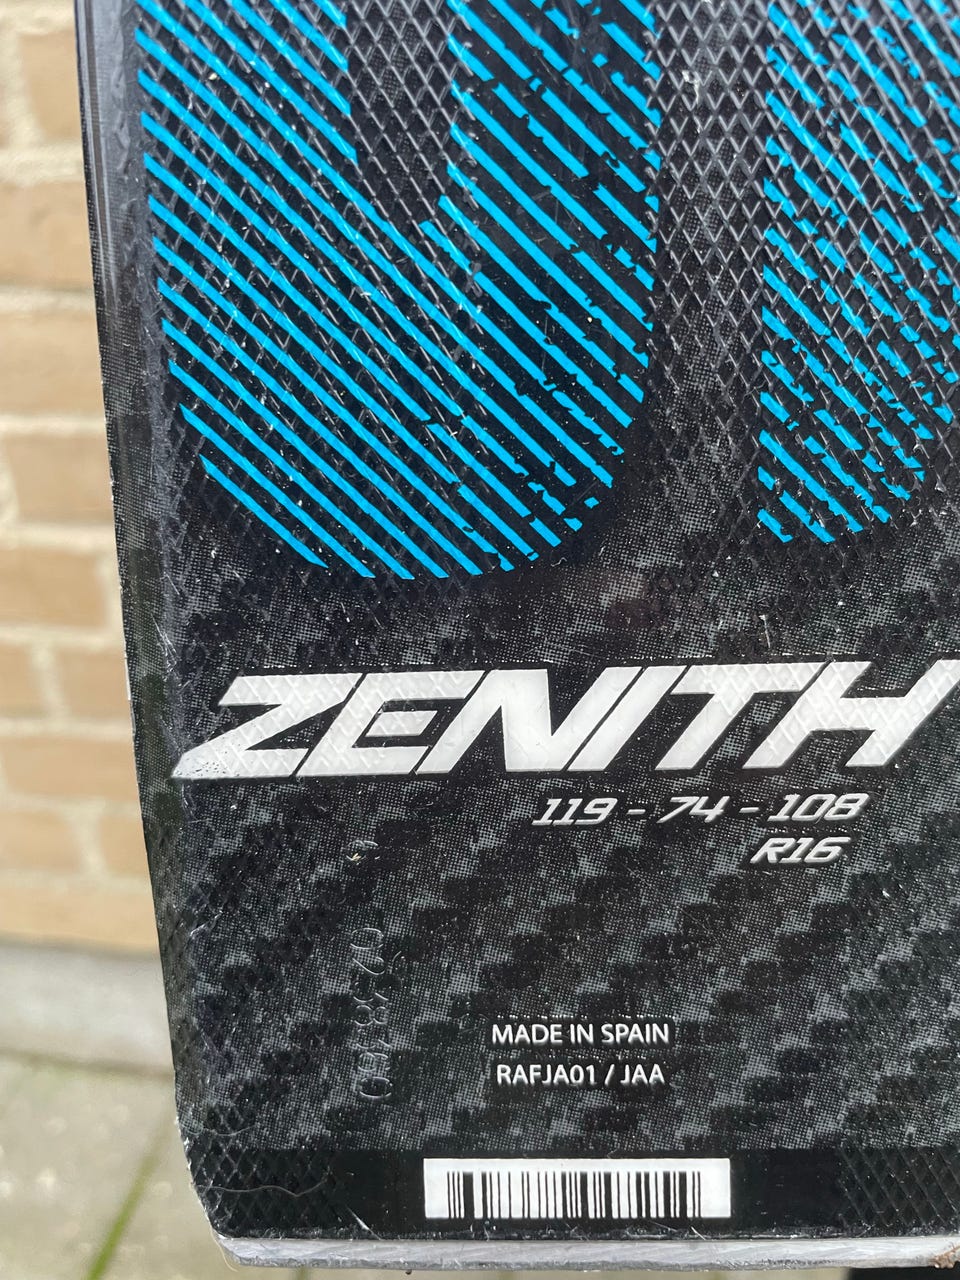 ZENITH
119 - 74 - 108
R16
MADE IN SPAIN
RAFJA01 / JAA